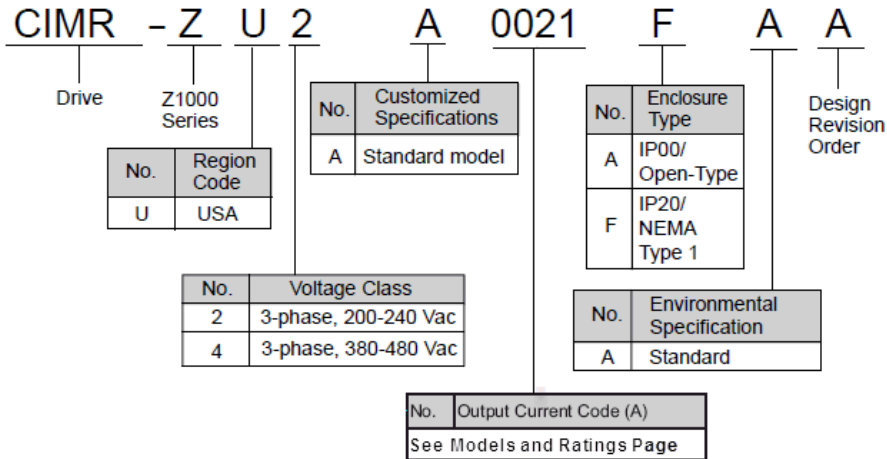 CIMR - Z U 2 A 0021 F A A
Drive
Z1000
Series
No. Region
Code
U USA
No. Customized
Specifications
A Standard model
No. Enclosure
Type
A IP00/
Open-Type
F IP20/
NEMA
Type 1
Design
Revision
Order
No. Voltage Class
2 3-phase, 200-240 Vac
4 3-phase, 380-480 Vac
No. Environmental
Specification
A Standard
No. Output Current Code (A)
See Models and Ratings Page